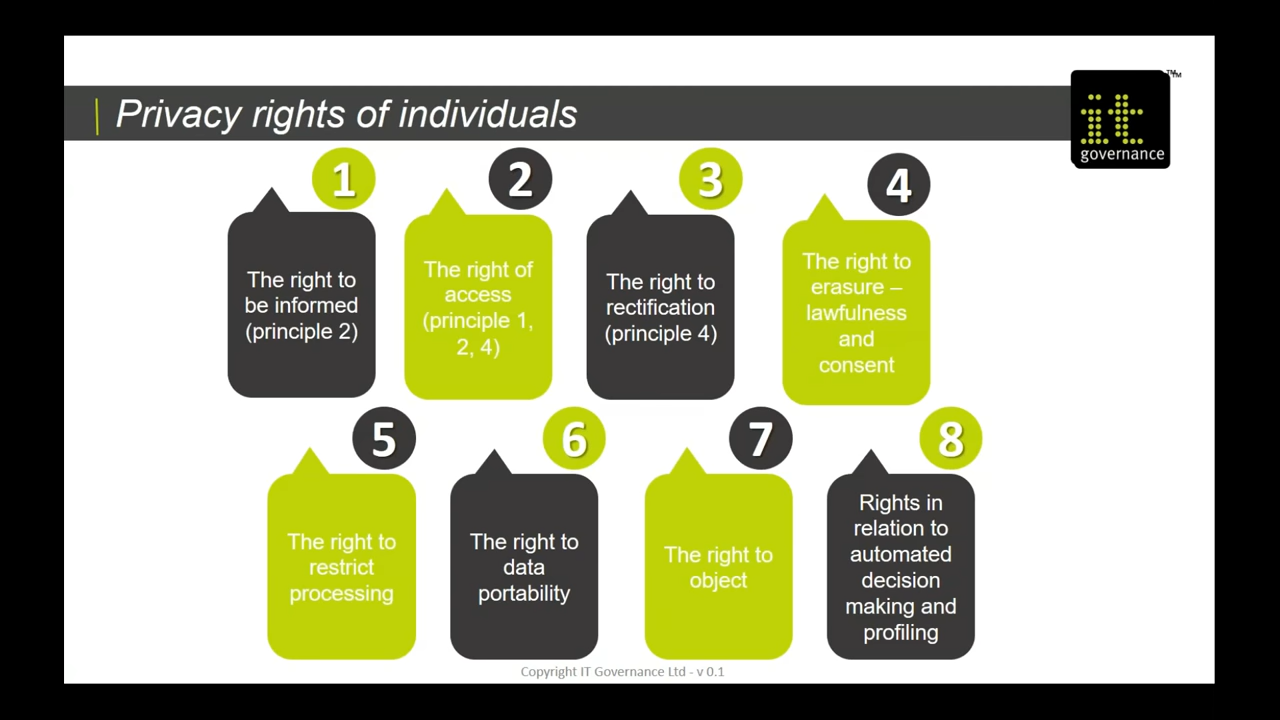 Privacy rights of individuals
TM
TM
it
governance
1
The right to
be informed
(principle 2)
2
The right of
access
(principle 1,
2, 4)
3
The right to
rectification
(principle 4)
4
The right to
erasure –
lawfulness
and
consent
5
The right to
restrict
processing
6
The right to
data
portability
7
The right to
object
8
Rights in
relation to
automated
decision
making and
profiling
Copyright IT Governance Ltd - v 0.1